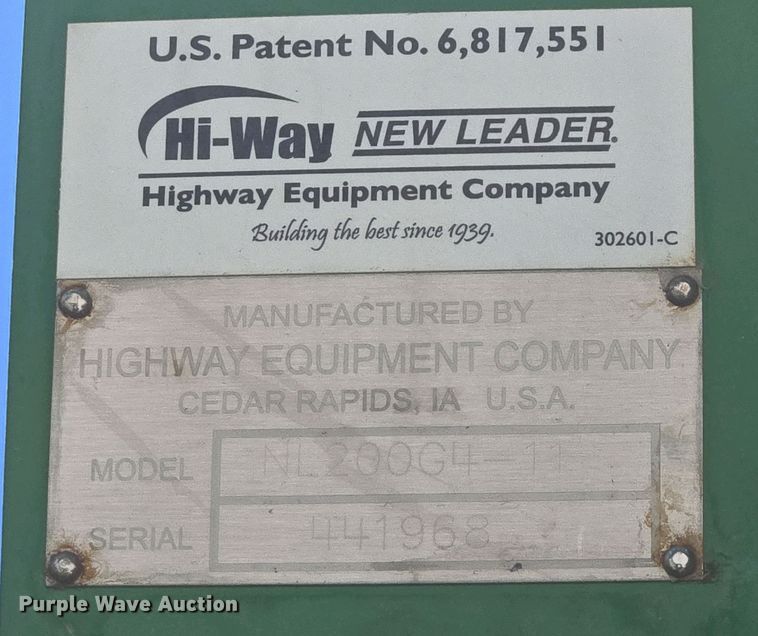 U.S. Patent No. 6,817,551
Hi-Way NEW LEADER®
Highway Equipment Company
Building the best since 1939.
302601-C
MANUFACTURED BY
HIGHWAY EQUIPMENT COMPANY
CEDAR RAPIDS, IA U.S.A.
MODEL NL200G4-11
SERIAL 441968
Purple Wave Auction